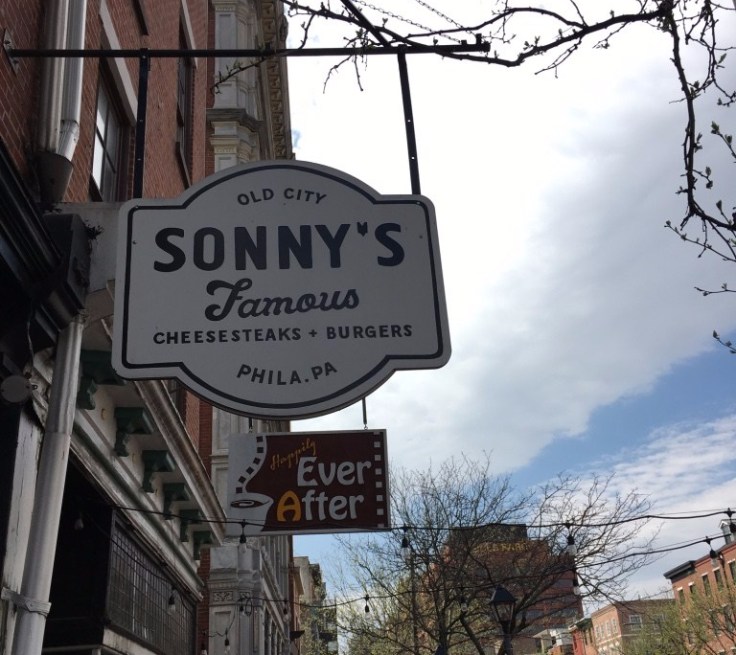 OLD CITY
SONNY'S
Famous
CHEESESTEAKS + BURGERS
PHILA. PA
Happily
Ever
After